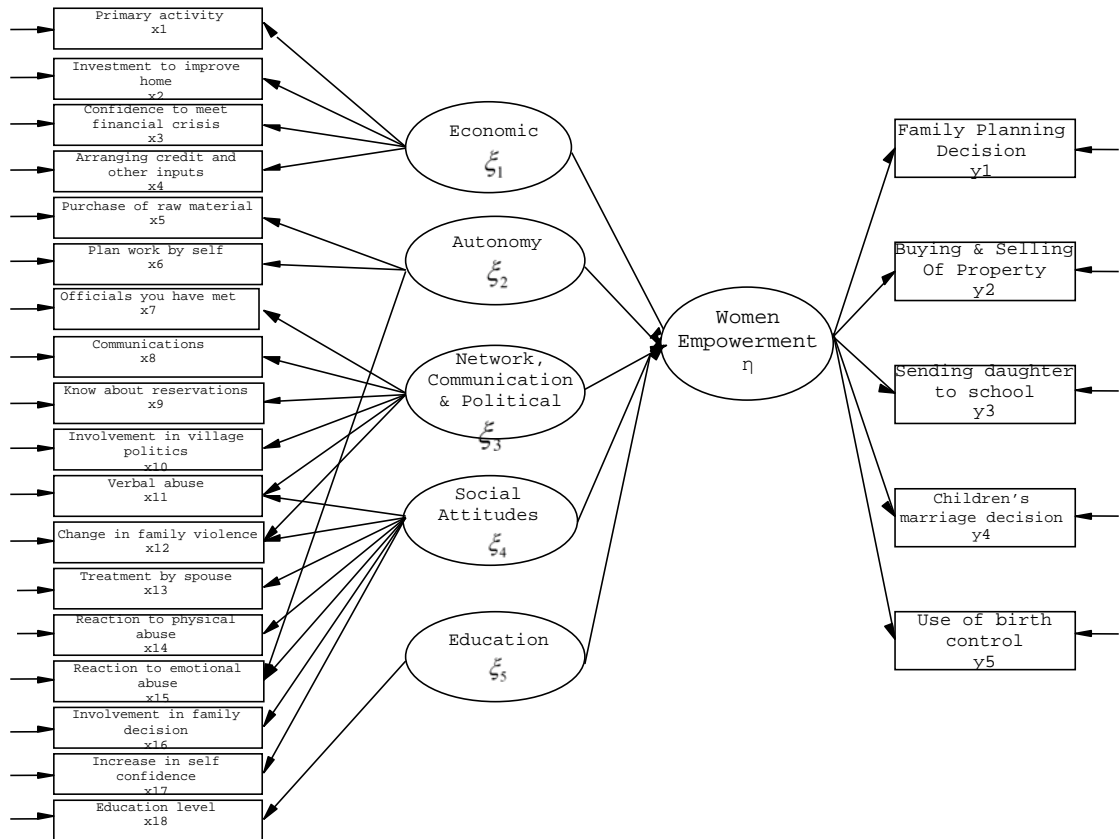 Primary activity
x1
Investment to improve
home
x2
Confidence to meet
financial crisis
x3
Arranging credit and
other inputs
x4
Purchase of raw material
x5
Plan work by self
x6
Officials you have met
x7
Communications
x8
Know about reservations
x9
Involvement in village
politics
x10
Verbal abuse
x11
Change in family violence
x12
Treatment by spouse
x13
Reaction to physical
abuse
x14
Reaction to emotional
abuse
x15
Involvement in family
decision
x16
Increase in self
confidence
x17
Education level
x18
Economic
ξ1
Autonomy
ξ2
Network,
Communication
& Political
ξ3
Social
Attitudes
ξ4
Education
ξ5
Women
Empowerment
η
Family Planning
Decision
y1
Buying & Selling
Of Property
y2
Sending daughter
to school
y3
Children's
marriage decision
y4
Use of birth
control
y5